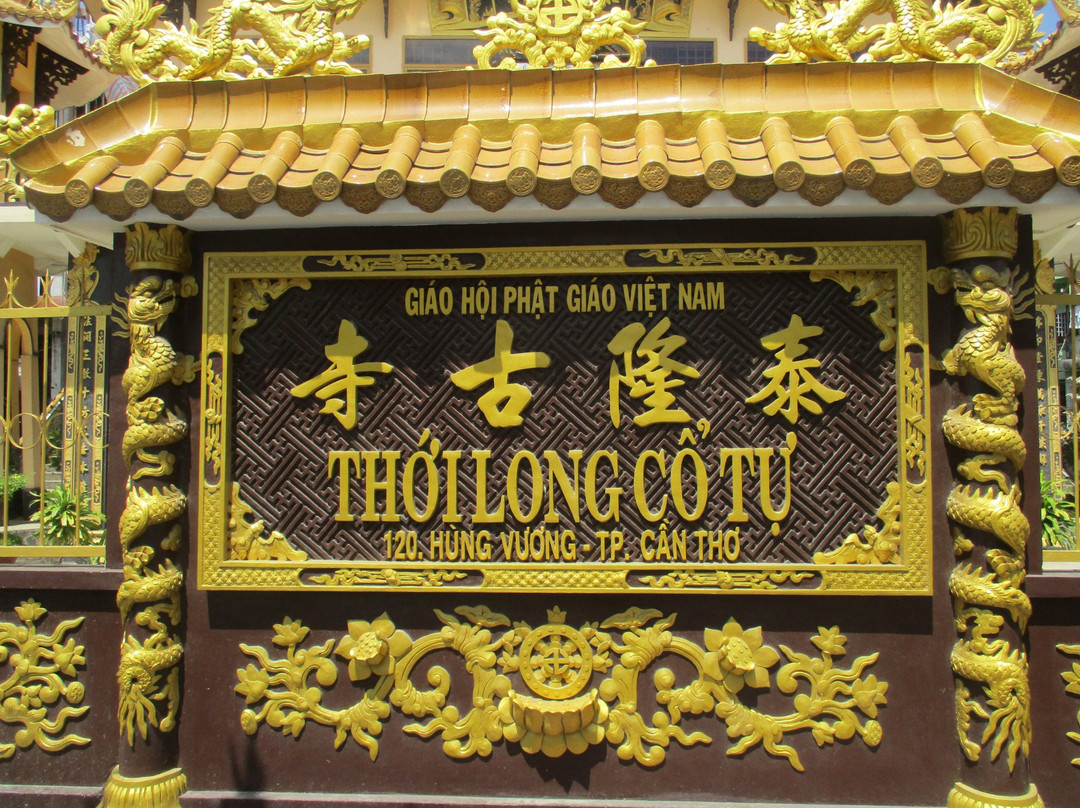 GIÁO HỘI PHẬT GIÁO VIỆT NAM
寺古隆泰
THỚI LONG CỔ TỰ
120. HÙNG VƯƠNG - TP. CẦN THƠ